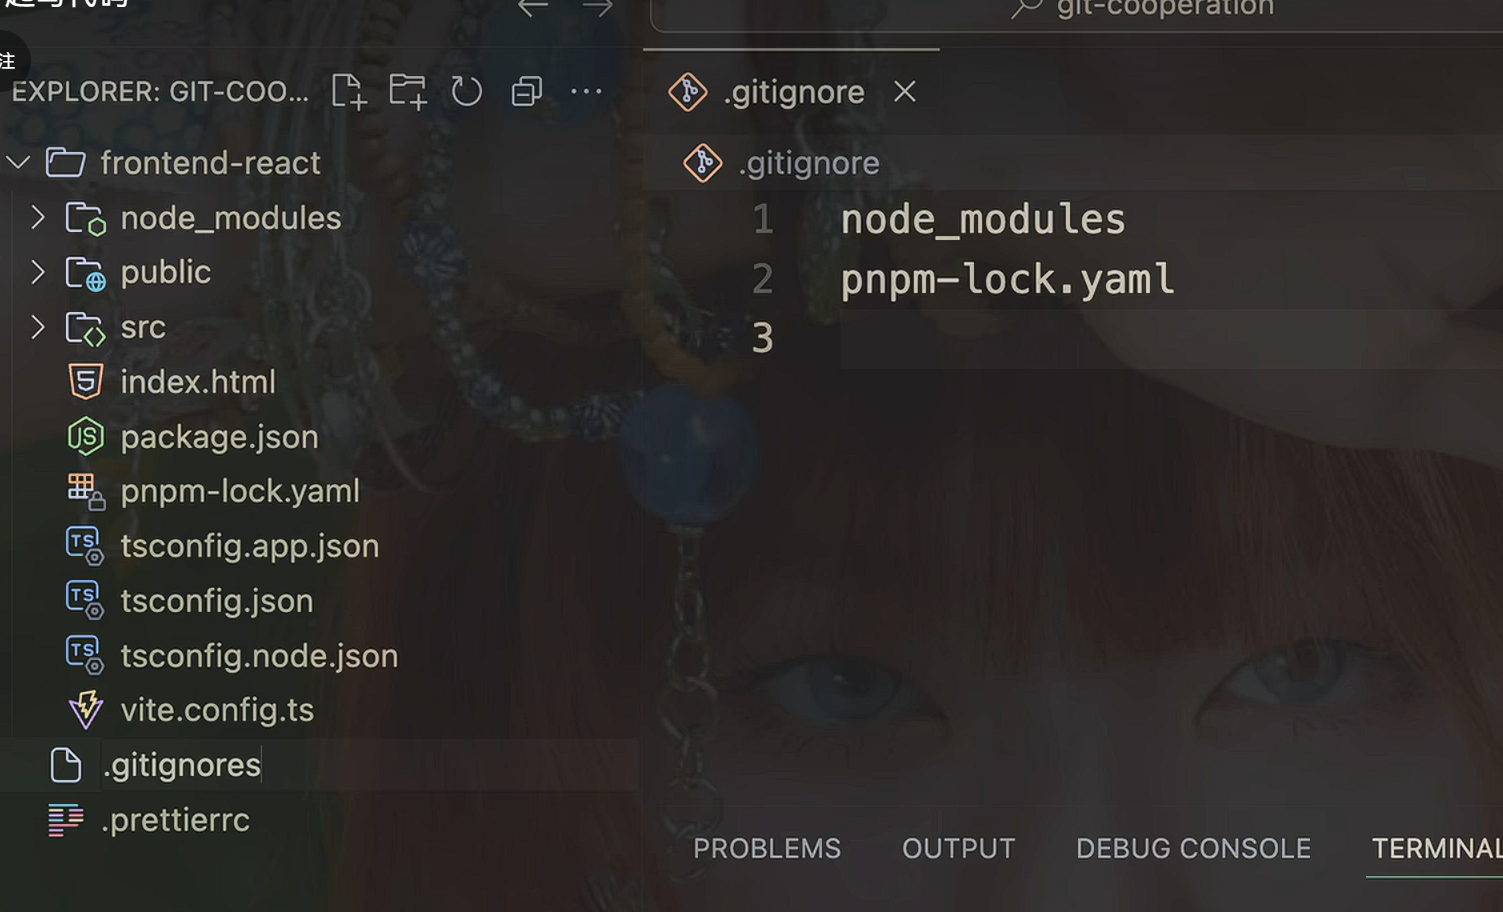 git-cooperation
注
EXPLORER: GIT-COO...
.gitignore
frontend-react
.gitignore
node_modules
public
src
index.html
package.json
pnpm-lock.yaml
tsconfig.app.json
tsconfig.json
tsconfig.node.json
vite.config.ts
.gitignores
.prettierrc
1 node_modules
2 pnpm-lock.yaml
3
PROBLEMS OUTPUT DEBUG CONSOLE TERMINAL